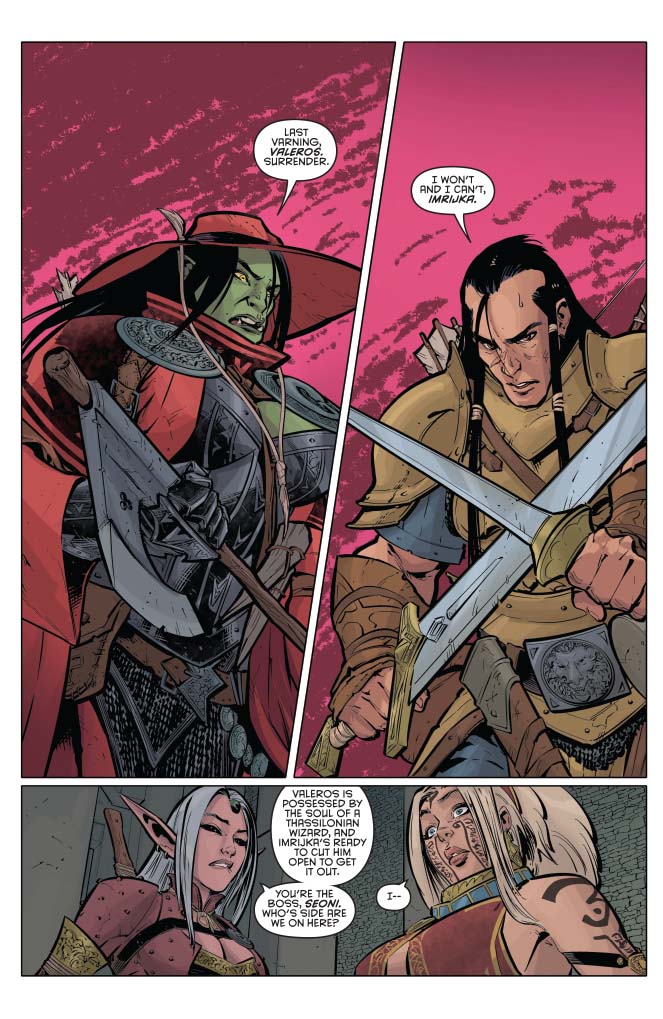 LAST
VARNING,
VALEROS.
SURRENDER.
I WON'T
AND I CAN'T,
IMRIJKA.
VALEROS IS
POSSESSED BY
THE SOUL OF A
THASSILONIAN
WIZARD, AND
IMRIJKA'S READY
TO CUT HIM
OPEN TO GET
IT OUT.
YOU'RE THE
BOSS, SEONI.
WHO'S SIDE ARE
WE ON HERE?
I--